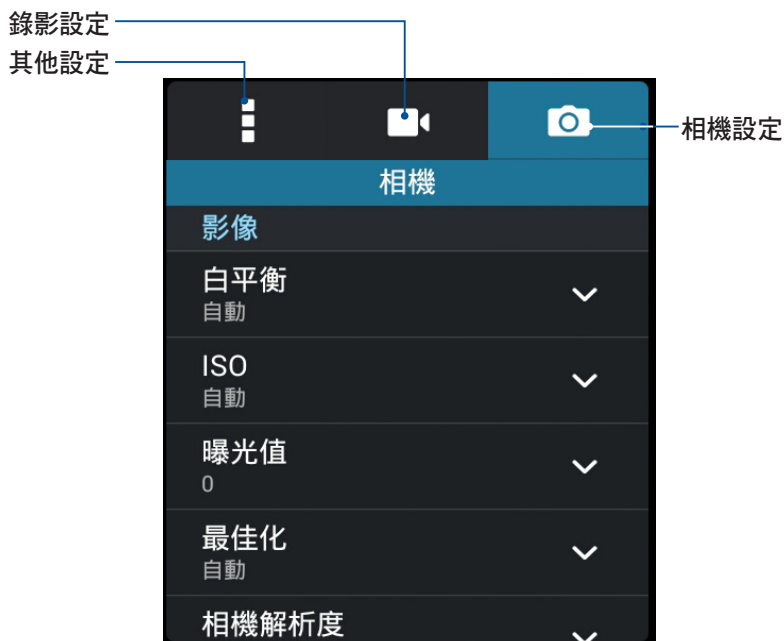 錄影設定
其他設定
相機設定
相機
影像
白平衡
自動
ISO
自動
曝光值
0
最佳化
自動
相機解析度